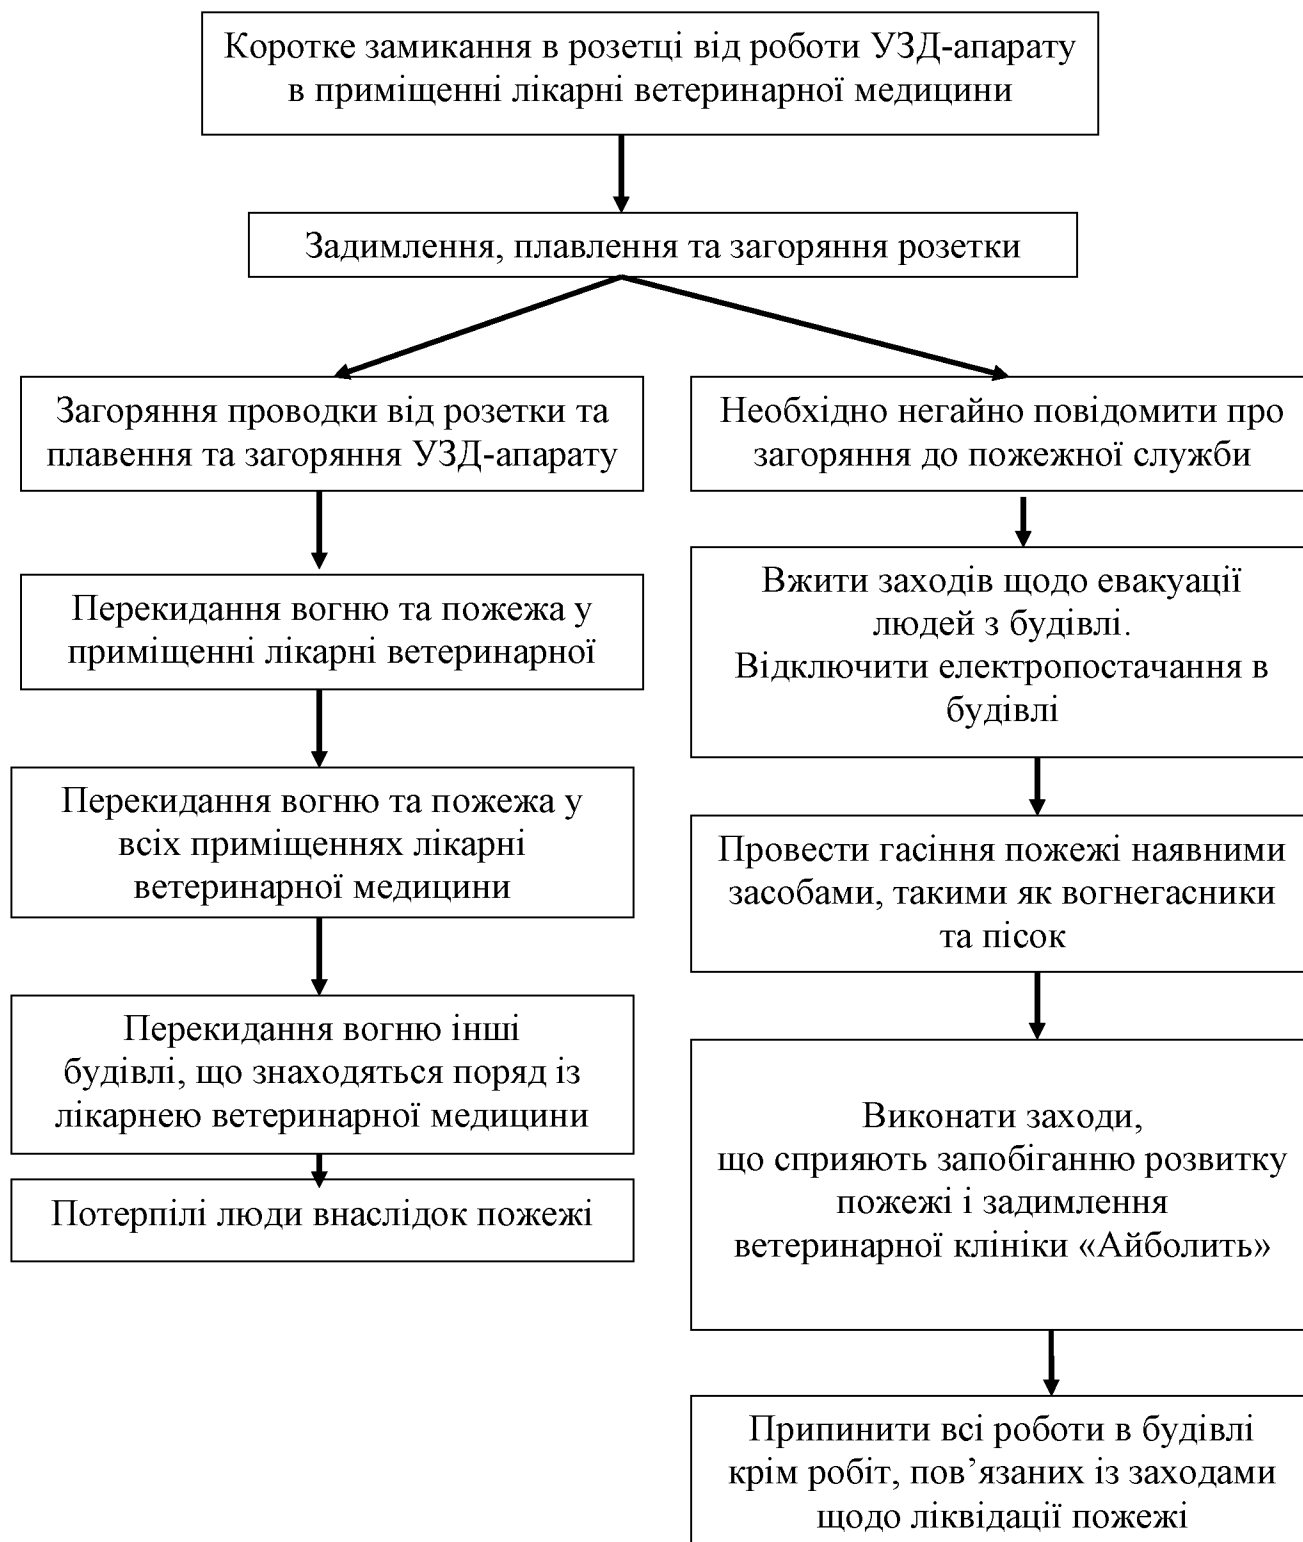 Коротке замикання в розетці від роботи УЗД-апарату
в приміщенні лікарні ветеринарної медицини
Задимлення, плавлення та загоряння розетки
Загоряння проводки від розетки та
плавення та загоряння УЗД-апарату
Перекидання вогню та пожежа у
приміщенні лікарні ветеринарної
Перекидання вогню та пожежа у
всіх приміщеннях лікарні
ветеринарної медицини
Перекидання вогню інші
будівлі, що знаходяться поряд із
лікарнею ветеринарної медицини
Потерпілі люди внаслідок пожежі
Необхідно негайно повідомити про
загоряння до пожежної служби
Вжити заходів щодо евакуації
людей з будівлі.
Відключити електропостачання в
будівлі
Провести гасіння пожежі наявними
засобами, такими як вогнегасники
та пісок
Виконати заходи,
що сприяють запобіганню розвитку
пожежі і задимлення
ветеринарної клініки «Айболить»
Припинити всі роботи в будівлі
крім робіт, пов’язаних із заходами
щодо ліквідації пожежі